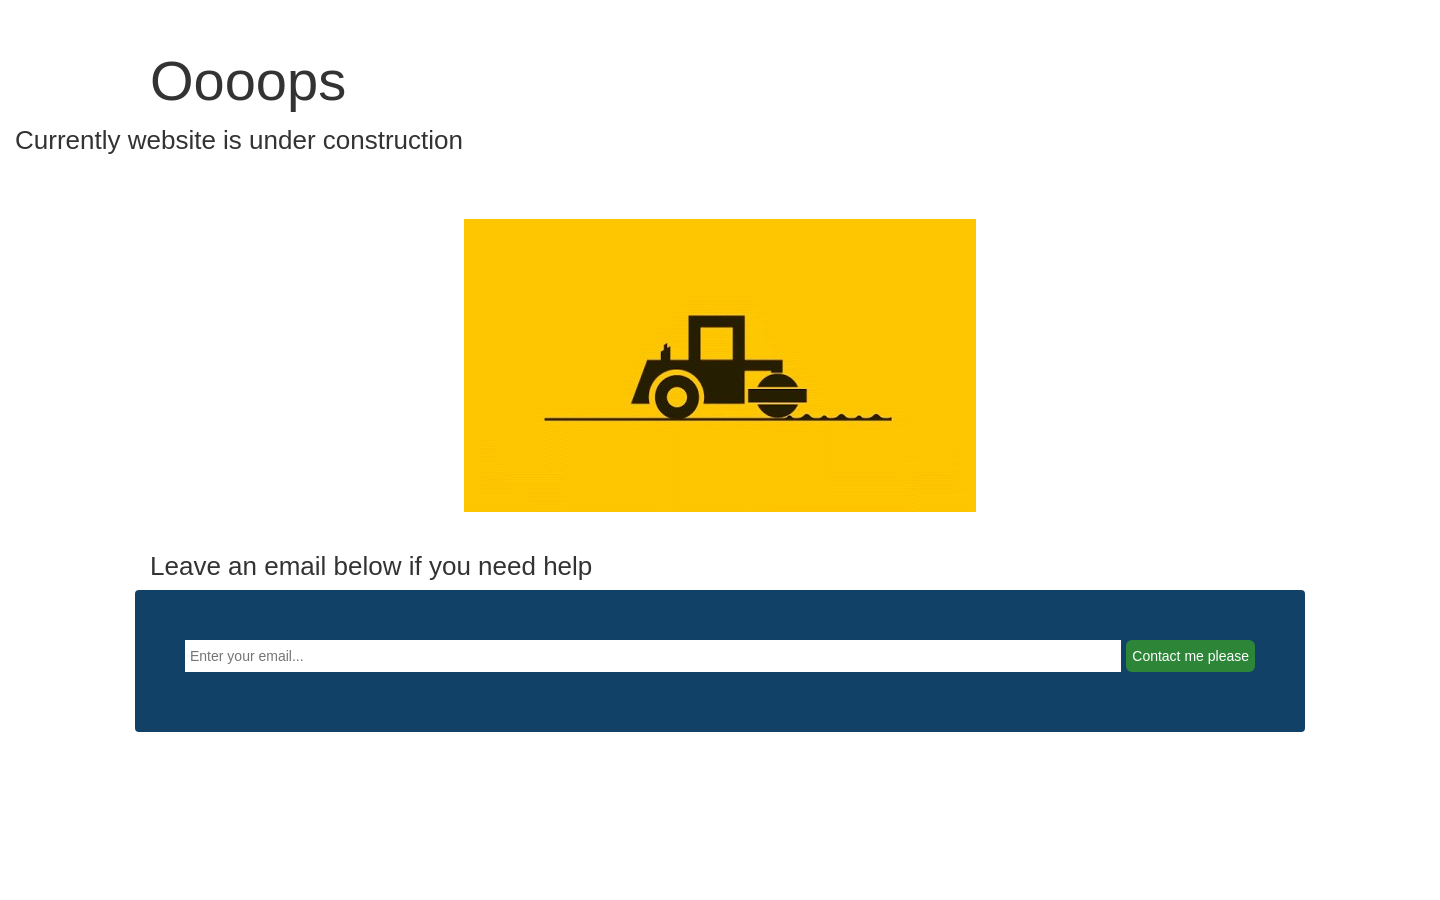 Oooops
Currently website is under construction
Leave an email below if you need help
Enter your email...
Contact me please